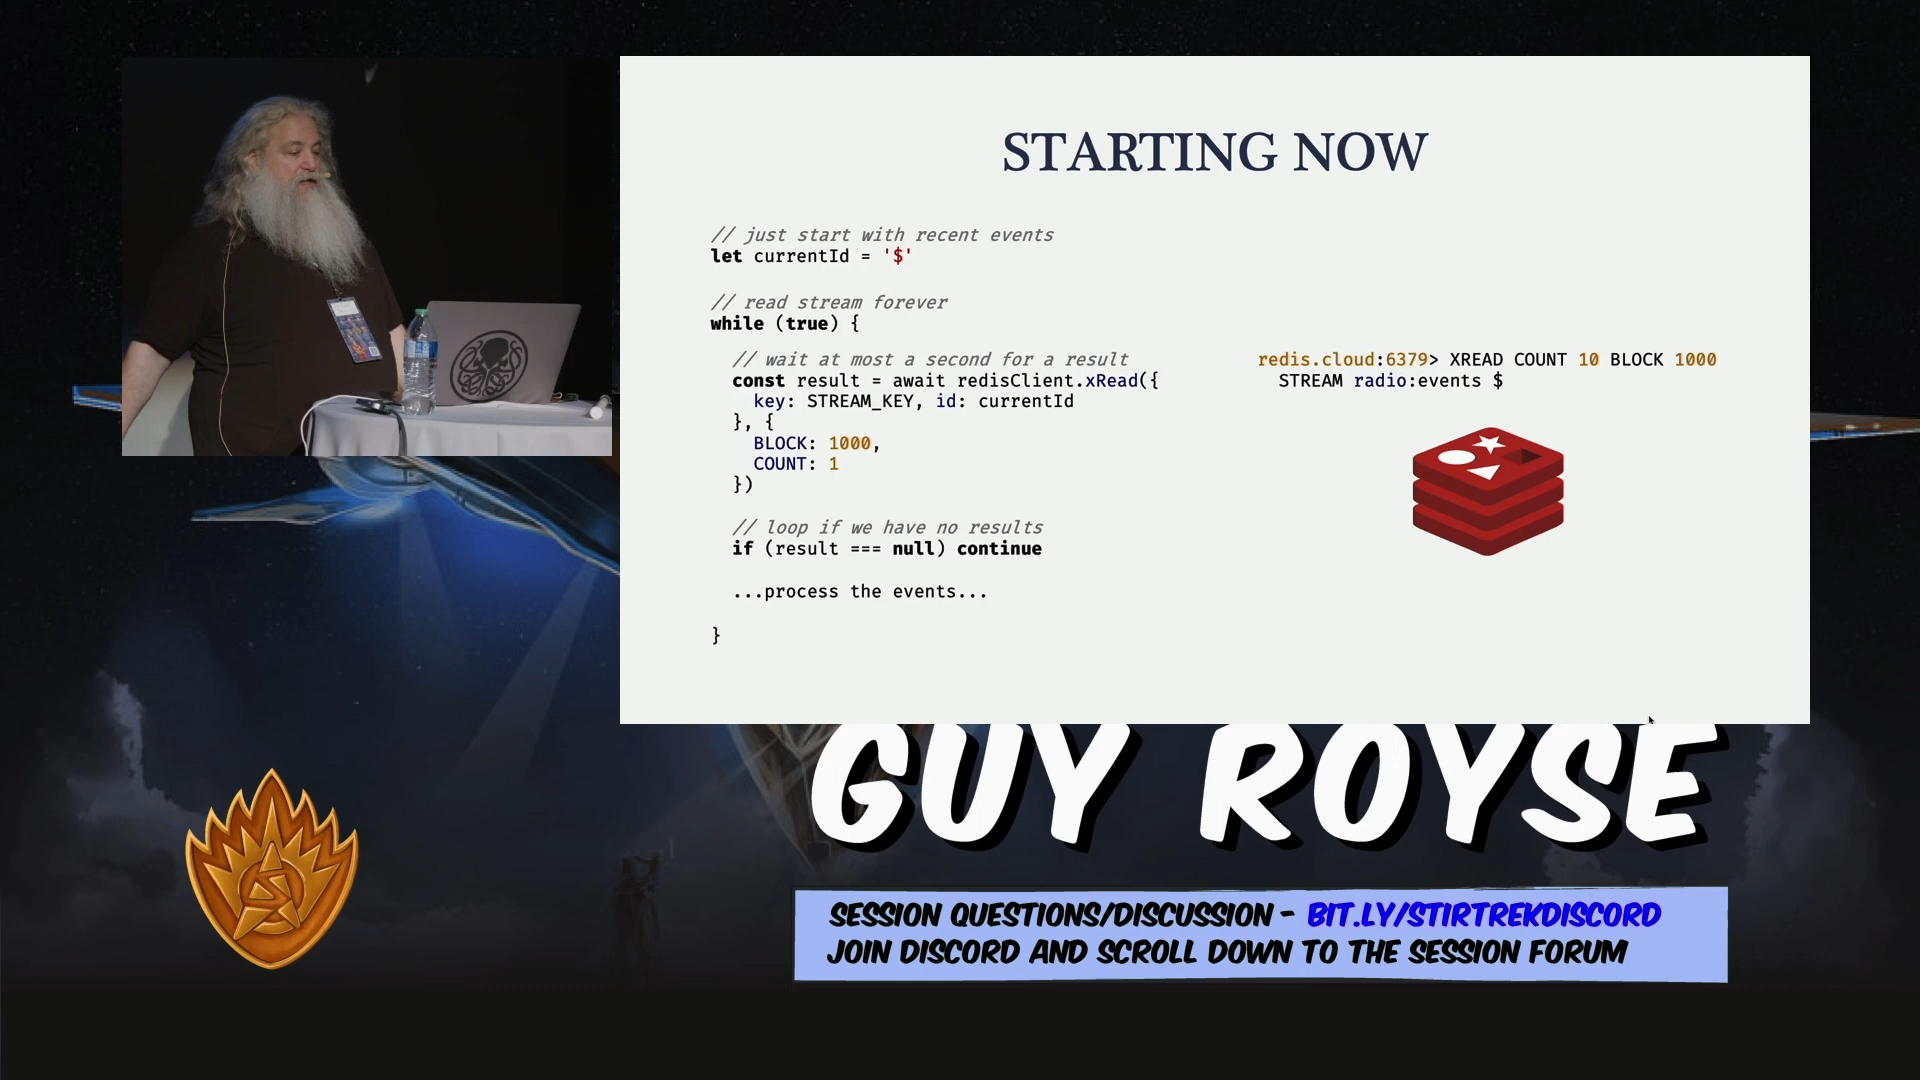 STARTING NOW
// just start with recent events
let currentId = '$'
// read stream forever
while (true) {
// wait at most a second for a result
const result = await redisClient.xRead({
key: STREAM_KEY, id: currentId
}, {
BLOCK: 1000,
COUNT: 1
})
// loop if we have no results
if (result === null) continue
...process the events...
}
redis.cloud:6379> XREAD COUNT 10 BLOCK 1000
STREAM radio:events $
GUY ROYSE
SESSION QUESTIONS/DISCUSSION - BIT.LY/STIRTREKDISCORD
JOIN DISCORD AND SCROLL DOWN TO THE SESSION FORUM